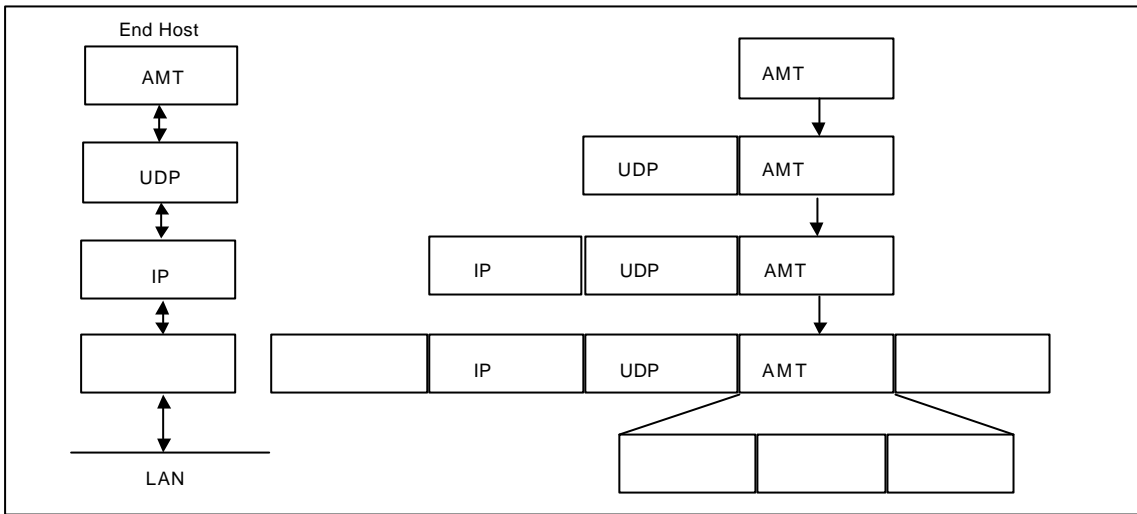 End Host
AMT
AMT
UDP
UDP AMT
IP
IP UDP AMT
IP UDP AMT
LAN